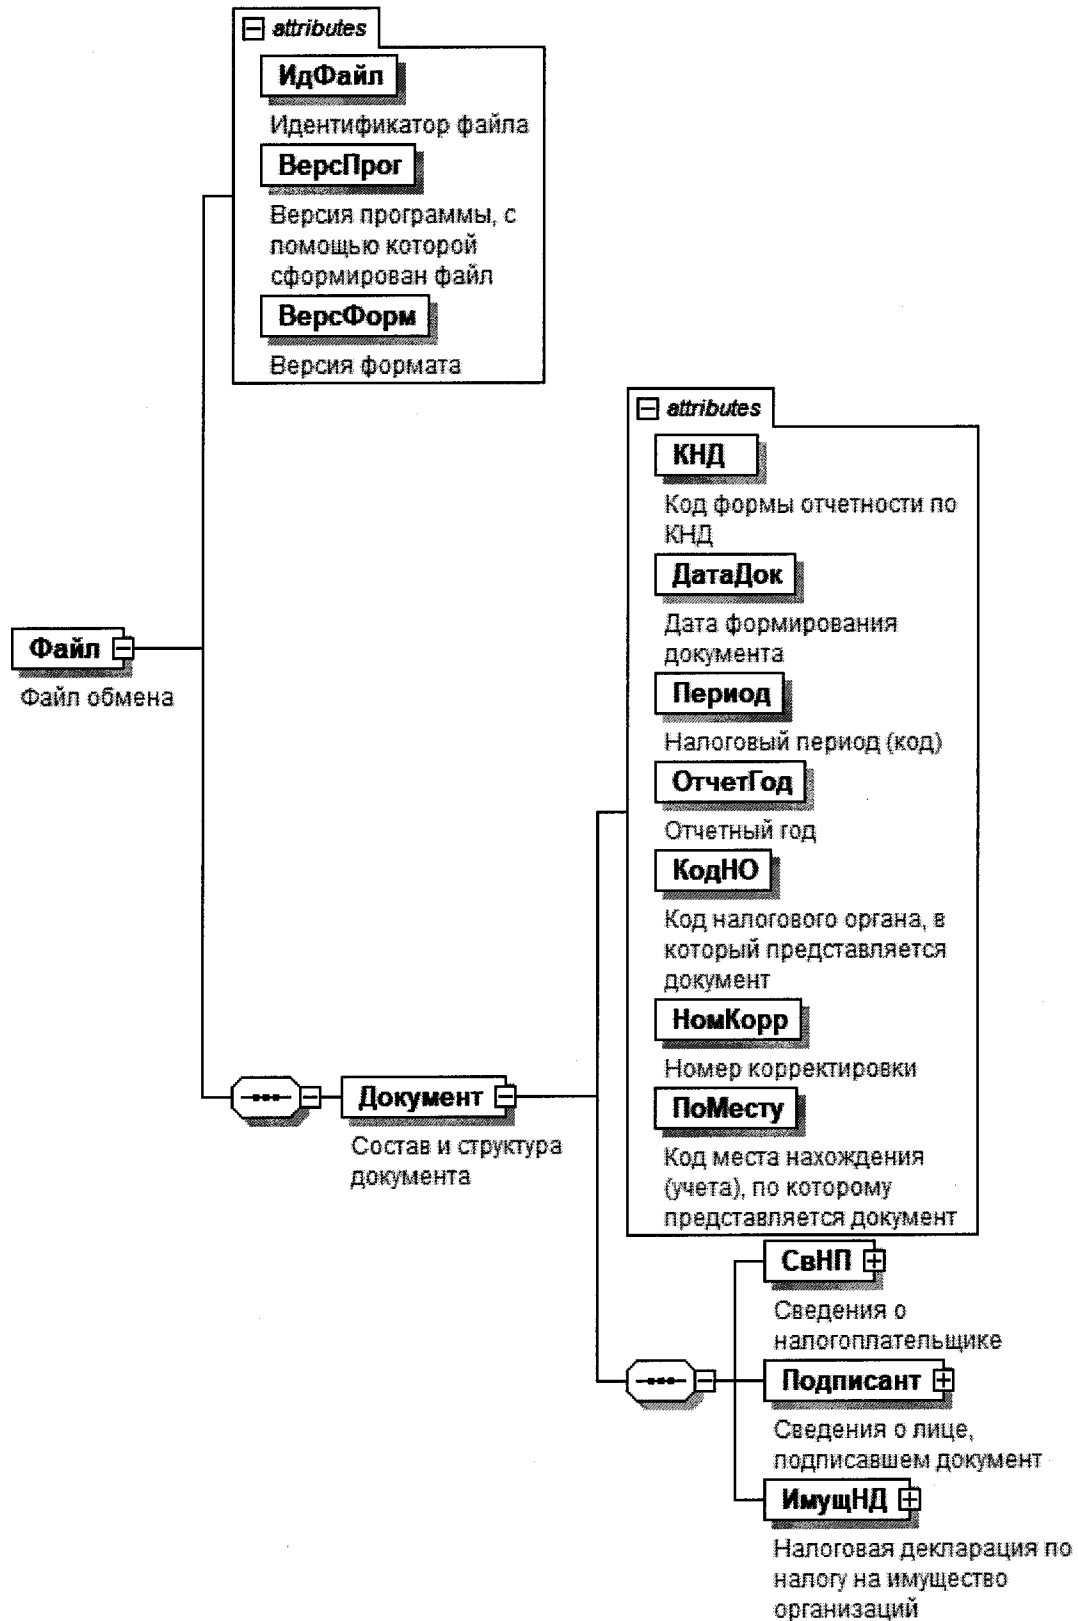 attributes
ИдФайл
Идентификатор файла
ВерсПрог
Версия программы, с
помощью которой
сформирован файл
ВерсФорм
Версия формата
Файл
Файл обмена
Документ
Состав и структура
документа
attributes
КНД
Код формы отчетности по
КНД
ДатаДок
Дата формирования
документа
Период
Налоговый период (код)
ОтчетГод
Отчетный год
КодНО
Код налогового органа, в
который представляется
документ
НомКорр
Номер корректировки
ПоМесту
Код места нахождения
(учета), по которому
представляется документ
СвНП
Сведения о
налогоплательщике
Подписант
Сведения о лице,
подписавшем документ
ИмущНД
Налоговая декларация по
налогу на имущество
организаций